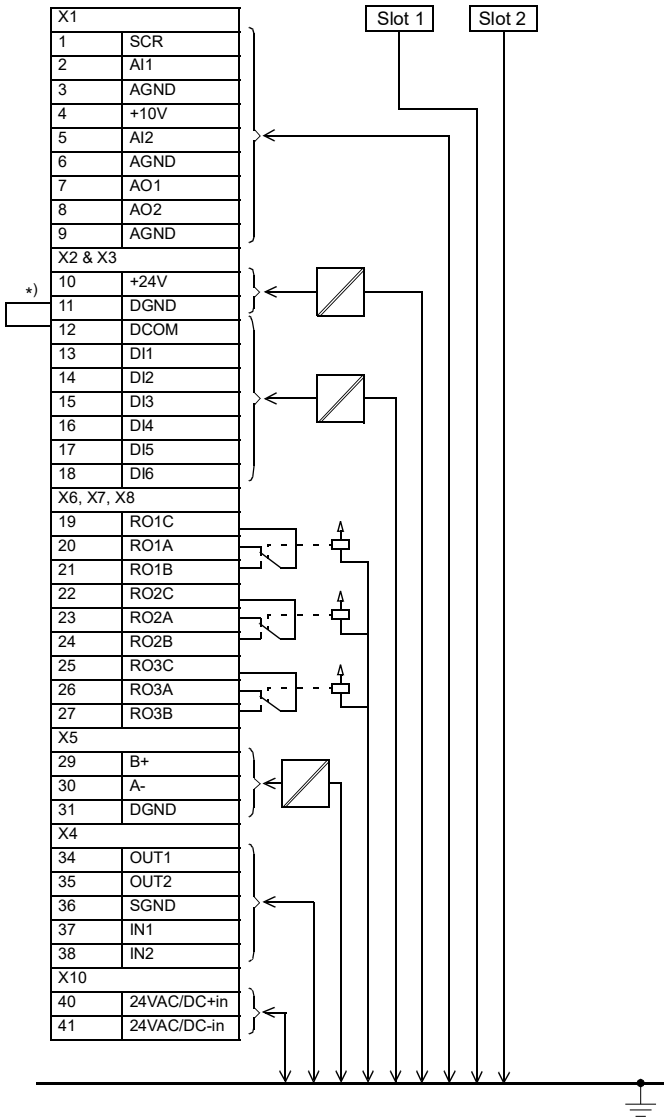 Slot 1 Slot 2
X1
1 SCR
2 AI1
3 AGND
4 +10V
5 AI2
6 AGND
7 AO1
8 AO2
9 AGND
X2 & X3
*)
10 +24V
11 DGND
12 DCOM
13 DI1
14 DI2
15 DI3
16 DI4
17 DI5
18 DI6
X6, X7, X8
19 RO1C
20 RO1A
21 RO1B
22 RO2C
23 RO2A
24 RO2B
25 RO3C
26 RO3A
27 RO3B
X5
29 B+
30 A-
31 DGND
X4
34 OUT1
35 OUT2
36 SGND
37 IN1
38 IN2
X10
40 24VAC/DC+in
41 24VAC/DC-in